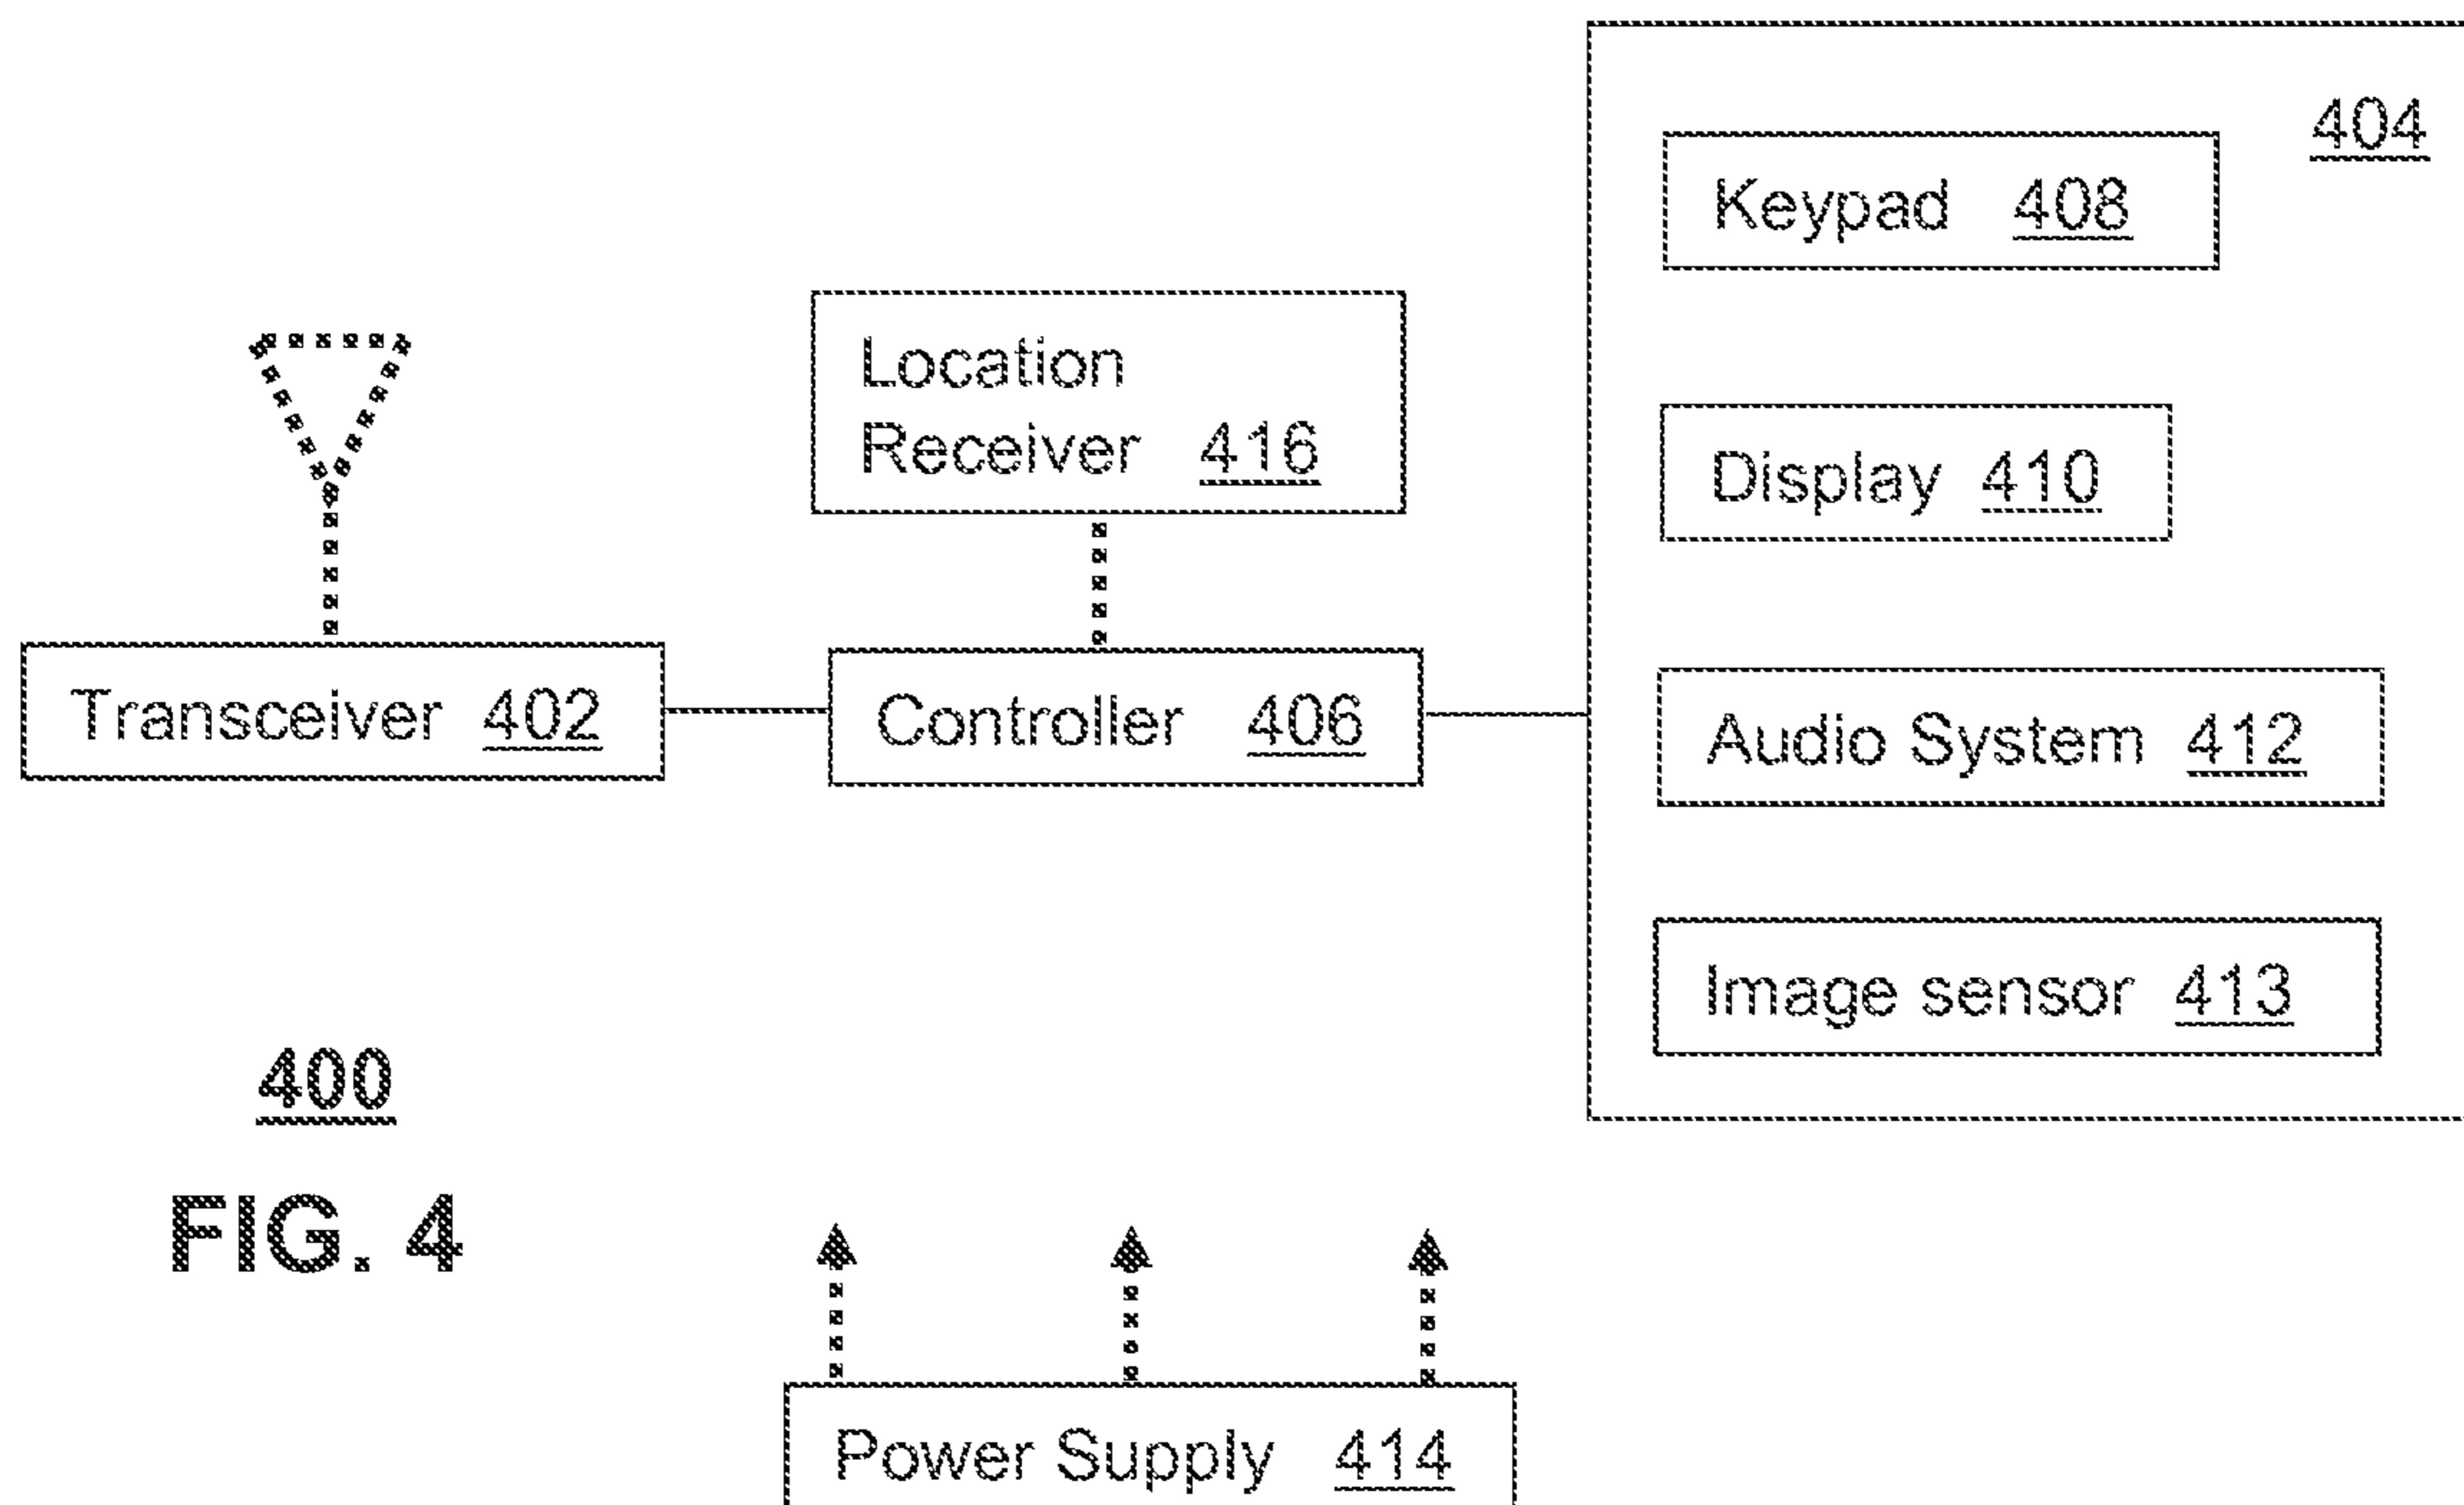 404
Keypad 408
Location
Receiver 416
Display 410
Transceiver 402
Controller 406
Audio System 412
Image sensor 413
400
FIG. 4
Power Supply 414